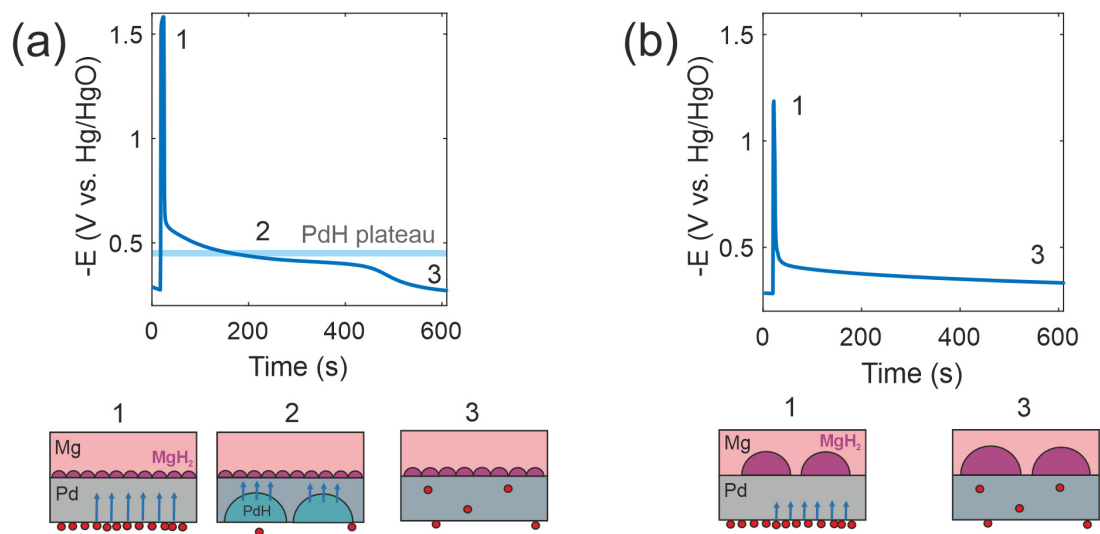 (a)
1.5
1
0.5
-E (V vs. Hg/HgO)
1
2
PdH plateau
3
0
200
400
600
Time (s)
1
2
3
Mg
MgH2
Pd
PdH
(b)
1.5
1
0.5
-E (V vs. Hg/HgO)
1
3
0
200
400
600
Time (s)
1
3
Mg
MgH2
Pd